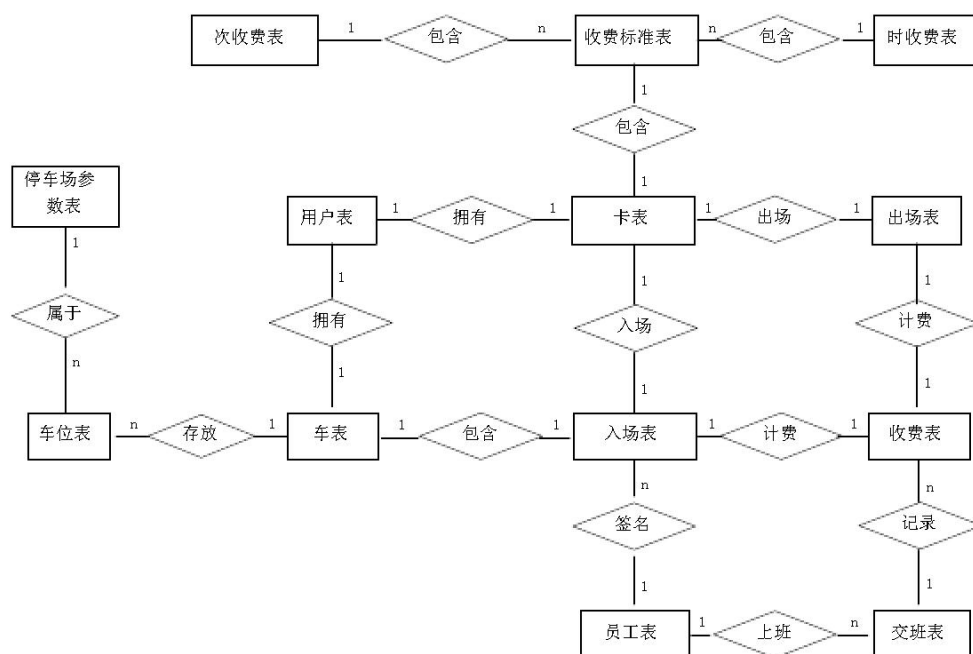 次收费表 1 包含 n 收费标准表 n 包含 1 时收费表
1
包含
1
停车场参
数表
用户表 1 拥有 1 卡表 1 出场 1 出场表
1
1
1
1
属于
拥有
入场
计费
n
1
1
1
车位表 n 存放 1 车表 1 包含 1 入场表 1 计费 1 收费表
n
n
签名
记录
1
1
员工表 1 上班 n 交班表